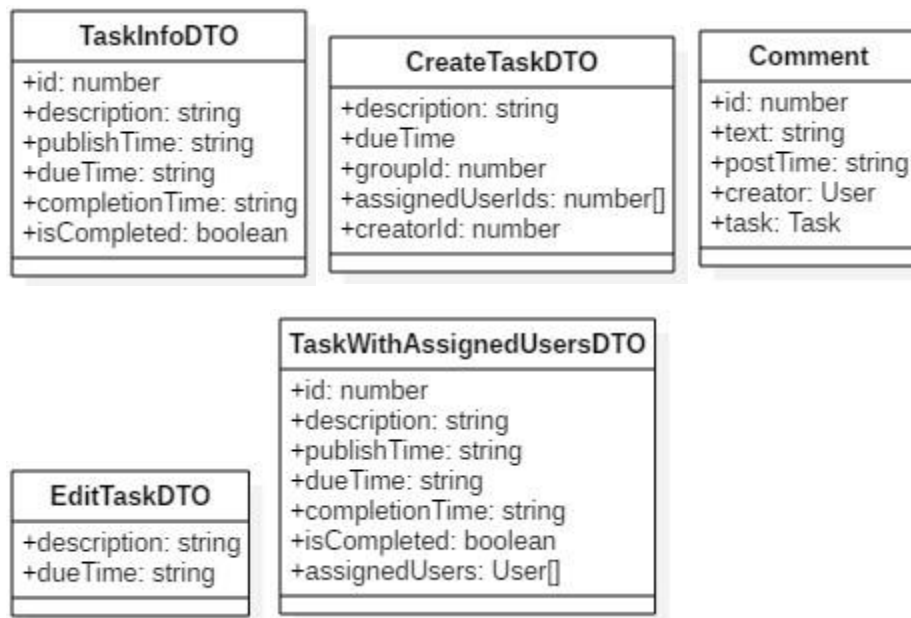 TaskInfoDTO
+id: number
+description: string
+publishTime: string
+dueTime: string
+completionTime: string
+isCompleted: boolean
CreateTaskDTO
+description: string
+dueTime
+groupId: number
+assignedUserIds: number[]
+creatorId: number
Comment
+id: number
+text: string
+postTime: string
+creator: User
+task: Task
EditTaskDTO
+description: string
+dueTime: string
TaskWithAssignedUsersDTO
+id: number
+description: string
+publishTime: string
+dueTime: string
+completionTime: string
+isCompleted: boolean
+assignedUsers: User[]